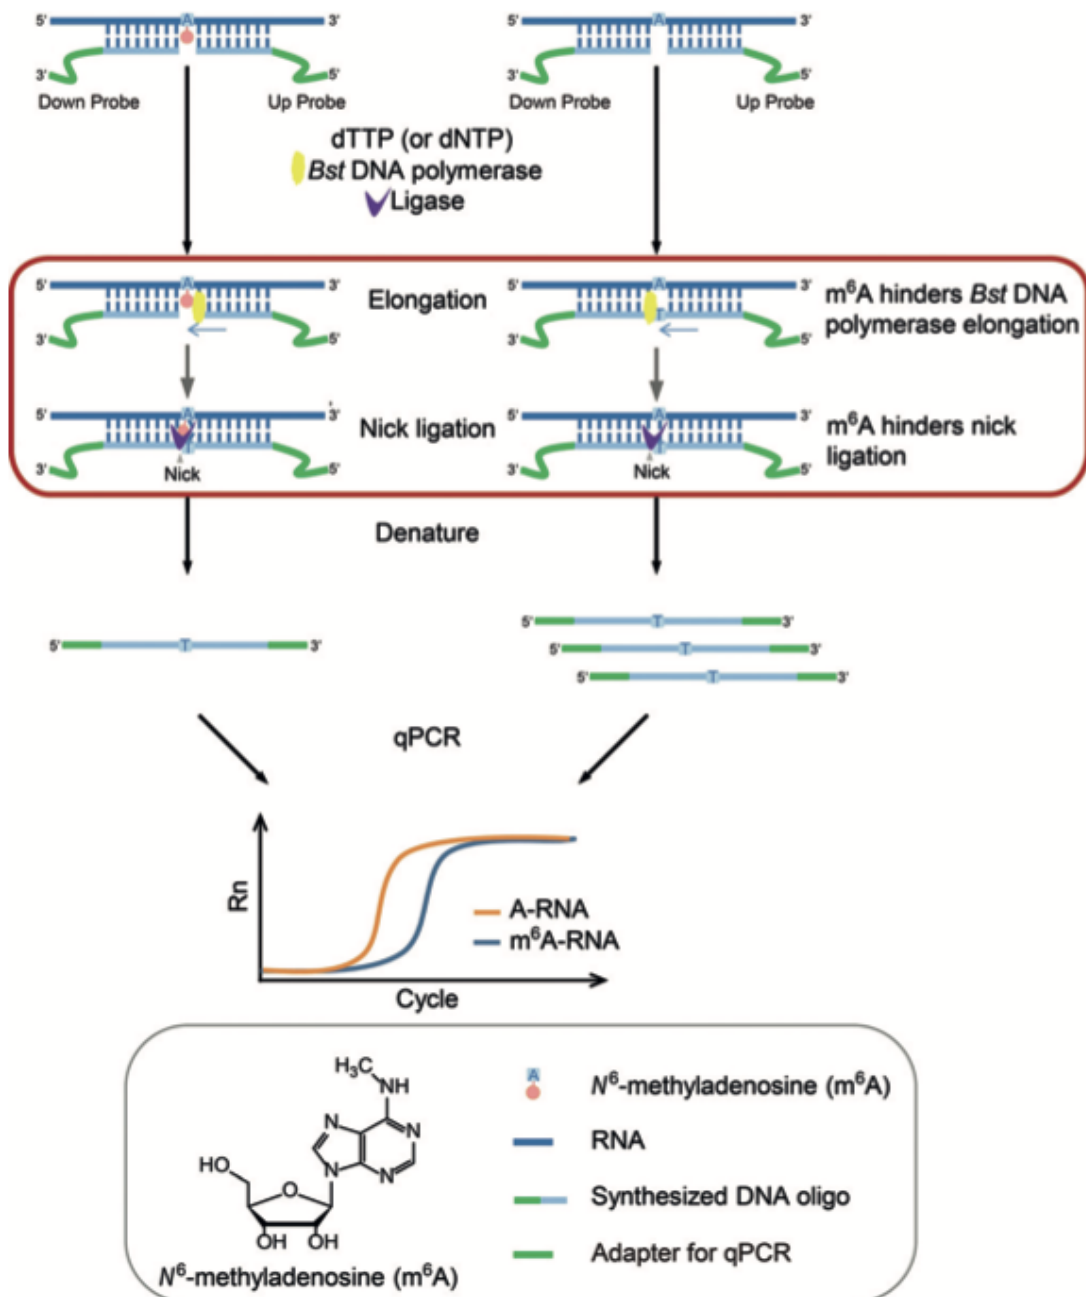 5' A 3' 5' A 3'
3' 5' 3' 5'
Down Probe Up Probe Down Probe Up Probe
dTTP (or dNTP)
Bst DNA polymerase
Ligase
5' A 3' 5' A 3'
Elongation
T
m⁶A hinders Bst DNA
polymerase elongation
3' 5' 3' 5'
5' A 3' 5' A 3'
Nick ligation
m⁶A hinders nick
ligation
T T
3' 5' 3' 5'
Nick Nick
Denature
5' T 3'
5' T 3'
5' T 3'
5' T 3'
qPCR
Rn
A-RNA
m⁶A-RNA
Cycle
H₃C
NH
N N
N N
HO
O
OH OH
N⁶-methyladenosine (m⁶A)
A N⁶-methyladenosine (m⁶A)
RNA
Synthesized DNA oligo
Adapter for qPCR